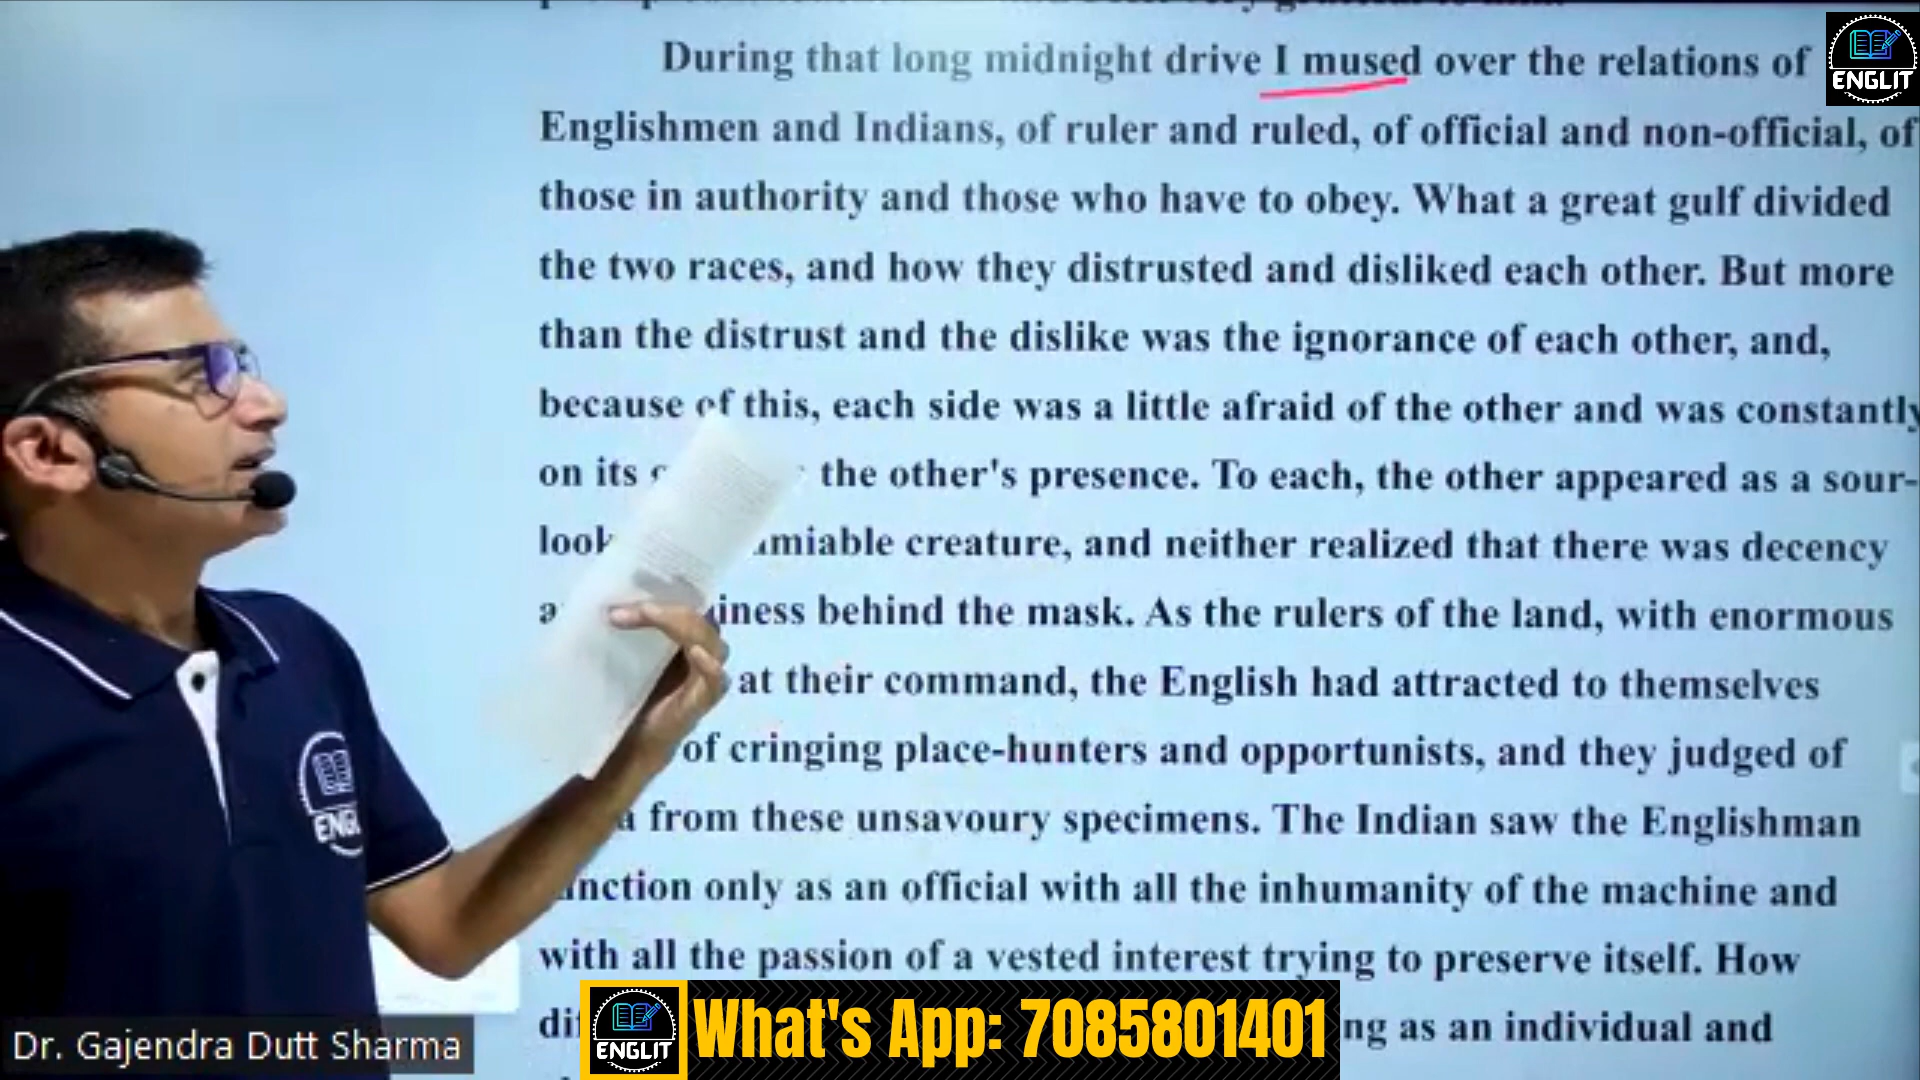 During that long midnight drive I mused over the relations of
Englishmen and Indians, of ruler and ruled, of official and non-official, of
those in authority and those who have to obey. What a great gulf divided
the two races, and how they distrusted and disliked each other. But more
than the distrust and the dislike was the ignorance of each other, and,
because of this, each side was a little afraid of the other and was constantly
on its the other's presence. To each, the other appeared as a sour-
creature, and neither realized that there was decency
behind the mask. As the rulers of the land, with enormous
at their command, the English had attracted to themselves
of cringing place-hunters and opportunists, and they judged of
from these unsavoury specimens. The Indian saw the Englishman
only as an official with all the inhumanity of the machine and
with all the passion of a vested interest trying to preserve itself. How
as an individual and
ENGLIT
ENGLIT
What's App: 7085801401
Dr. Gajendra Dutt Sharma